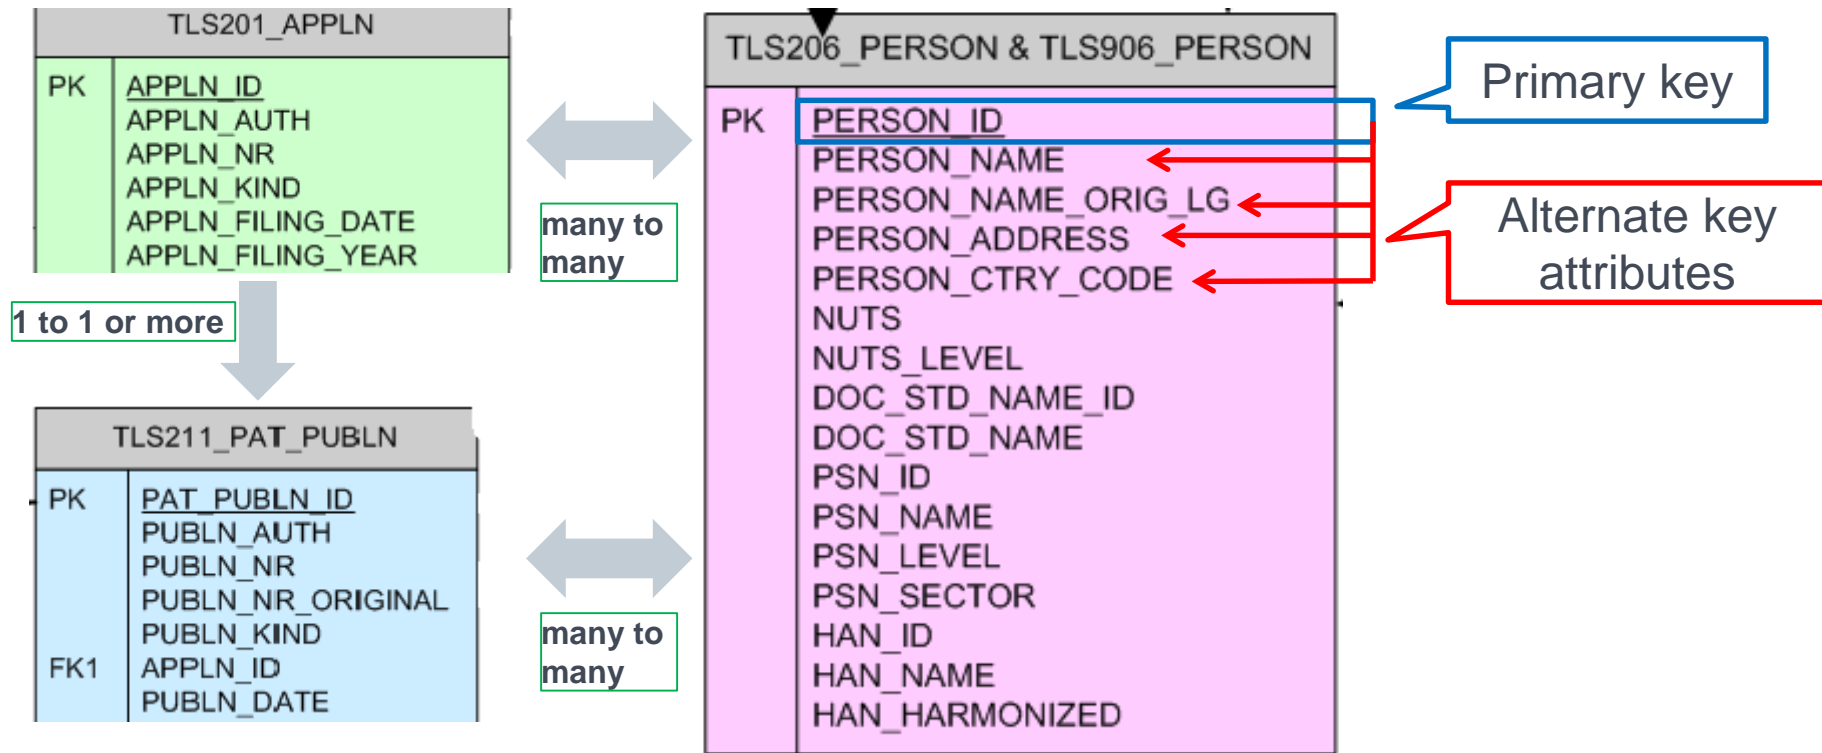 TLS201_APPLN
PK
APPLN_ID
APPLN_AUTH
APPLN_NR
APPLN_KIND
APPLN_FILING_DATE
APPLN_FILING_YEAR
many to
many
1 to 1 or more
TLS211_PAT_PUBLN
PK
PAT_PUBLN_ID
PUBLN_AUTH
PUBLN_NR
PUBLN_NR_ORIGINAL
PUBLN_KIND
FK1
APPLN_ID
PUBLN_DATE
many to
many
TLS206_PERSON & TLS906_PERSON
PK
PERSON_ID
PERSON_NAME
PERSON_NAME_ORIG_LG
PERSON_ADDRESS
PERSON_CTRY_CODE
NUTS
NUTS_LEVEL
DOC_STD_NAME_ID
DOC_STD_NAME
PSN_ID
PSN_NAME
PSN_LEVEL
PSN_SECTOR
HAN_ID
HAN_NAME
HAN_HARMONIZED
Primary key
Alternate key
attributes